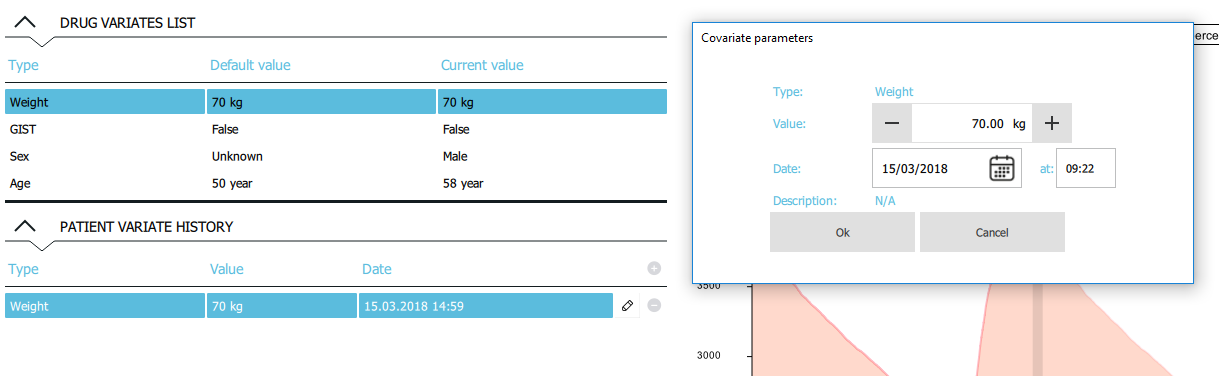 DRUG VARIATES LIST
Type Default value Current value
Weight 70 kg 70 kg
GIST False False
Sex Unknown Male
Age 50 year 58 year
PATIENT VARIATE HISTORY
Type Value Date
Weight 70 kg 15.03.2018 14:59
Covariate parameters
Type: Weight
Value: 70.00 kg
Date: 15/03/2018 at: 09:22
Description: N/A
Ok Cancel
erce
3500
3000